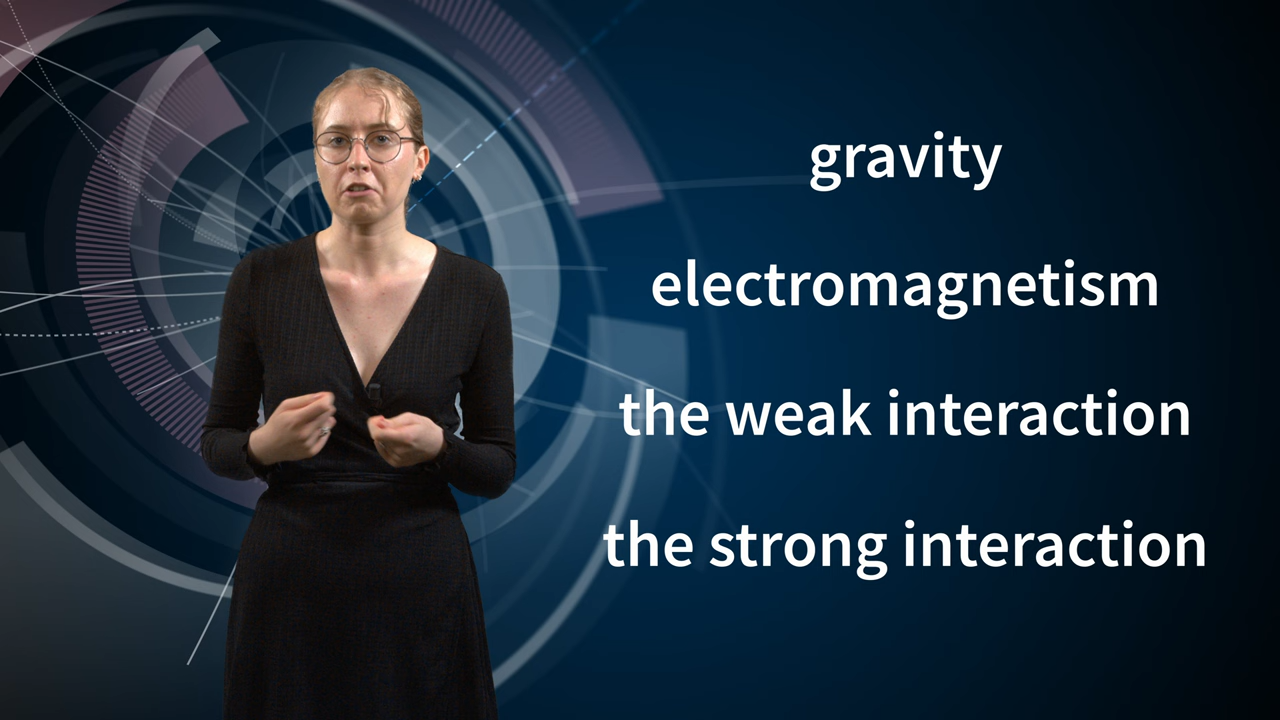 gravity
electromagnetism
the weak interaction
the strong interaction